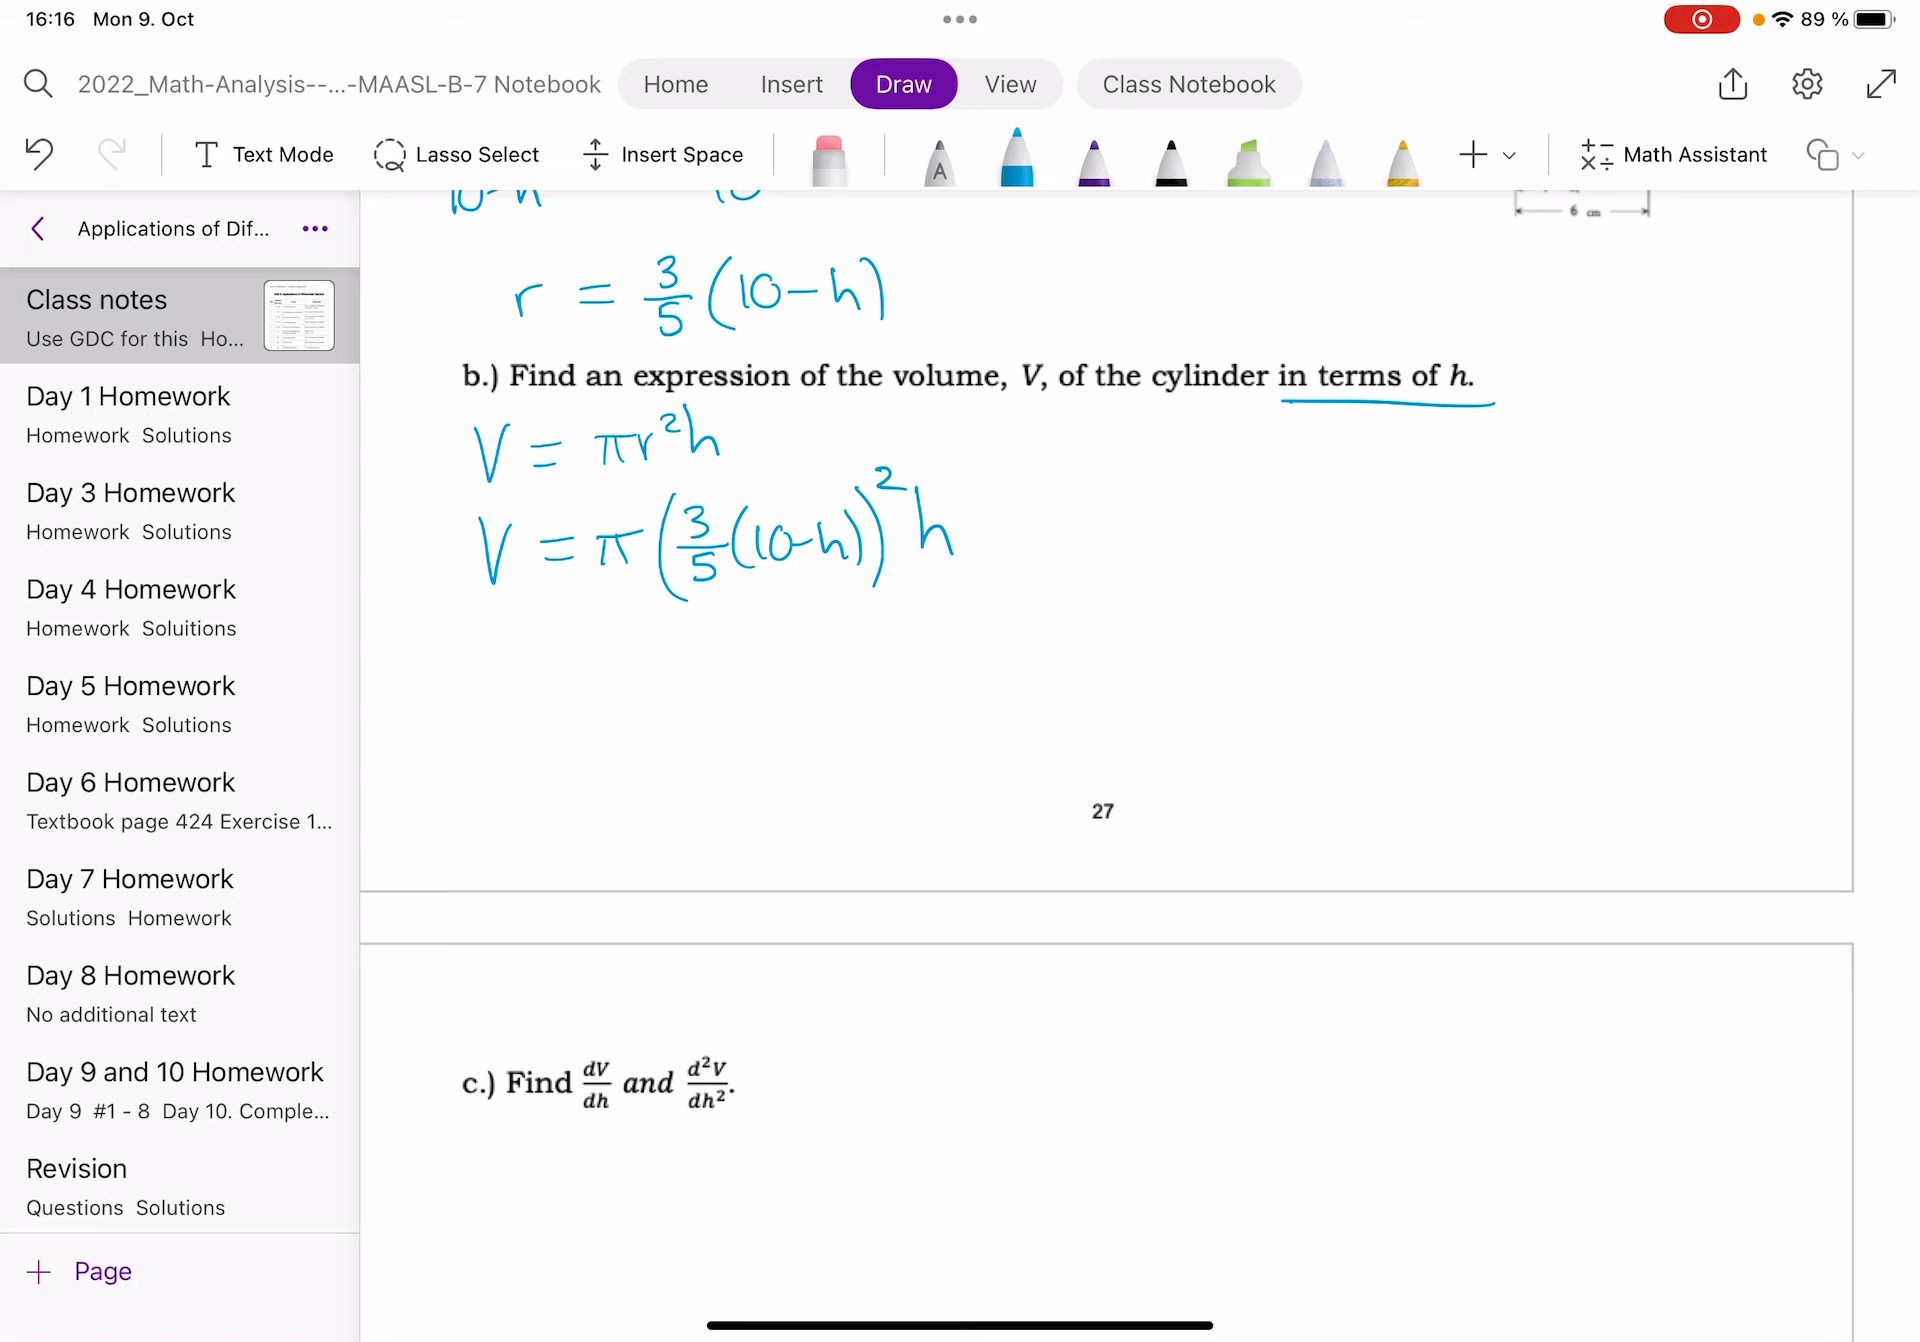 16:16 Mon 9. Oct
89 %
2022_Math-Analysis--...-MAASL-B-7 Notebook
Home Insert Draw View Class Notebook
Text Mode Lasso Select Insert Space A Math Assistant
Applications of Dif...
Class notes
Use GDC for this Ho...
Day 1 Homework
Homework Solutions
Day 3 Homework
Homework Solutions
Day 4 Homework
Homework Soluitions
Day 5 Homework
Homework Solutions
Day 6 Homework
Textbook page 424 Exercise 1...
Day 7 Homework
Solutions Homework
Day 8 Homework
No additional text
Day 9 and 10 Homework
Day 9 #1 - 8 Day 10. Comple...
Revision
Questions Solutions
+ Page
10-h 10
6 cm
r = 3/5 (10-h)
b.) Find an expression of the volume, V, of the cylinder in terms of h.
V = πr²h
V = π(3/5(10-h))²h
27
c.) Find dV/dh and d²V/dh².